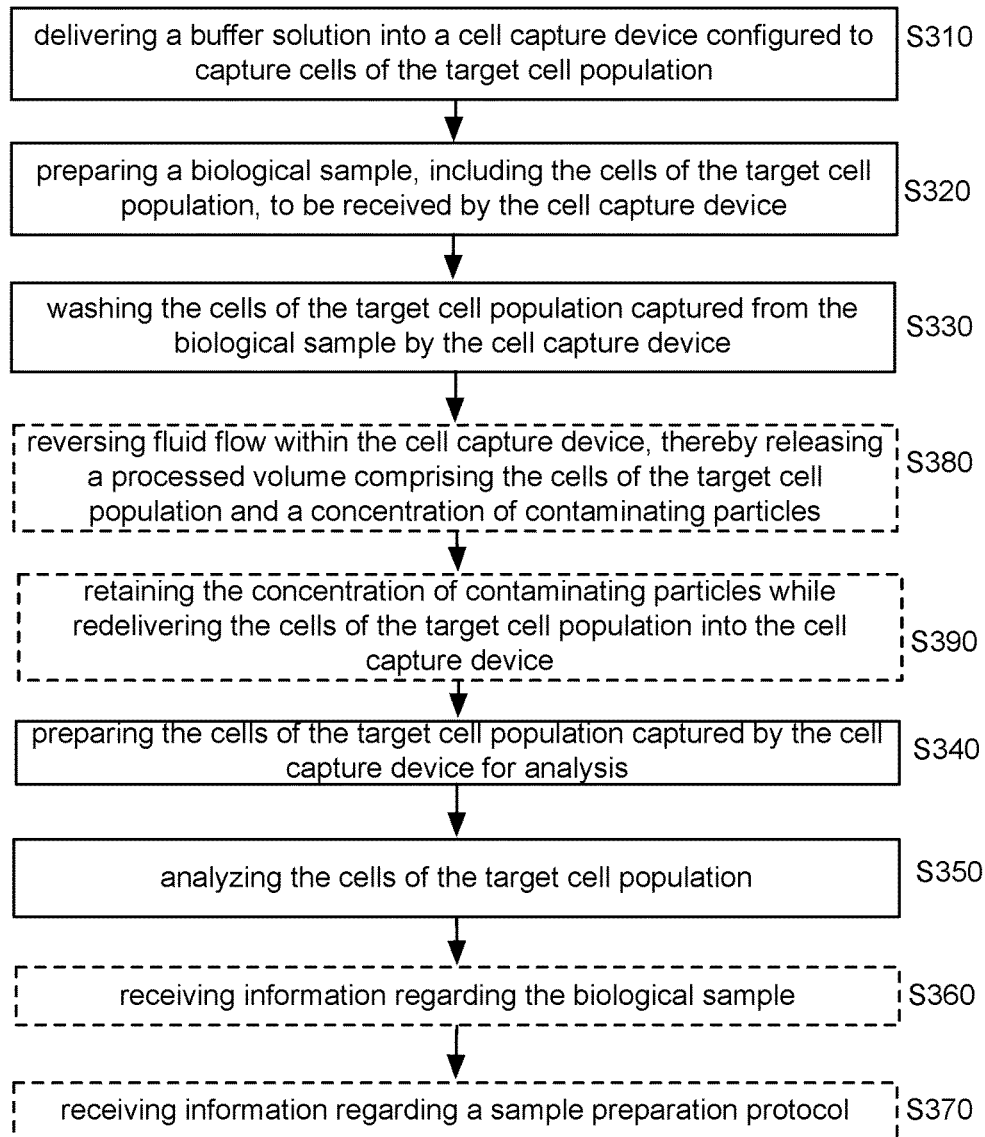 delivering a buffer solution into a cell capture device configured to
capture cells of the target cell population
S310
preparing a biological sample, including the cells of the target cell
population, to be received by the cell capture device
S320
washing the cells of the target cell population captured from the
biological sample by the cell capture device
S330
reversing fluid flow within the cell capture device, thereby releasing
a processed volume comprising the cells of the target cell
population and a concentration of contaminating particles
S380
retaining the concentration of contaminating particles while
redelivering the cells of the target cell population into the cell
capture device
S390
preparing the cells of the target cell population captured by the cell
capture device for analysis
S340
analyzing the cells of the target cell population
S350
receiving information regarding the biological sample
S360
receiving information regarding a sample preparation protocol
S370